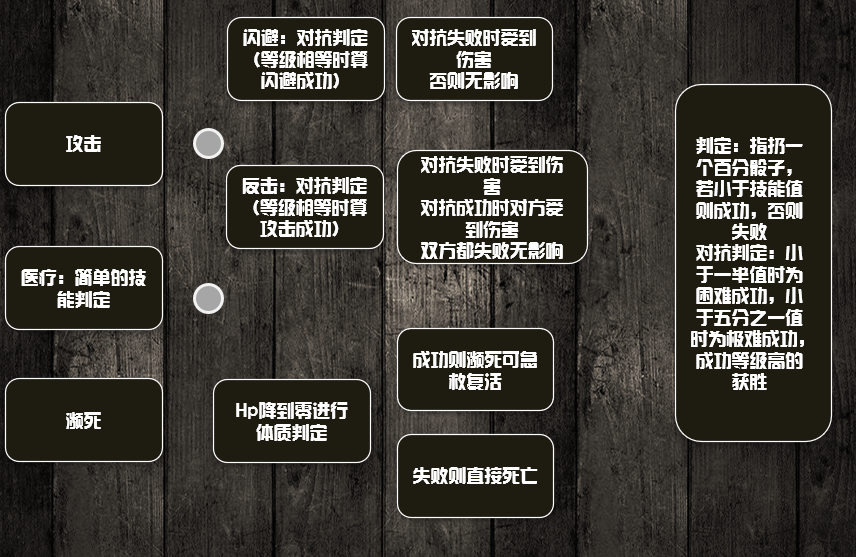 闪避：对抗判定
（等级相等时算
闪避成功）
对抗失败时受到
伤害
否则无影响
攻击
反击：对抗判定
（等级相等时算
攻击成功）
对抗失败时受到伤
害
对抗成功时对方受
到伤害
双方都失败无影响
判定：指扔一
个百分骰子，
若小于技能值
则成功，否则
失败
对抗判定：小
于一半值时为
困难成功，小
于五分之一值
时为极难成功，
成功等级高的
获胜
医疗：简单的技
能判定
成功则濒死可急
救复活
濒死
Hp降到零进行
体质判定
失败则直接死亡